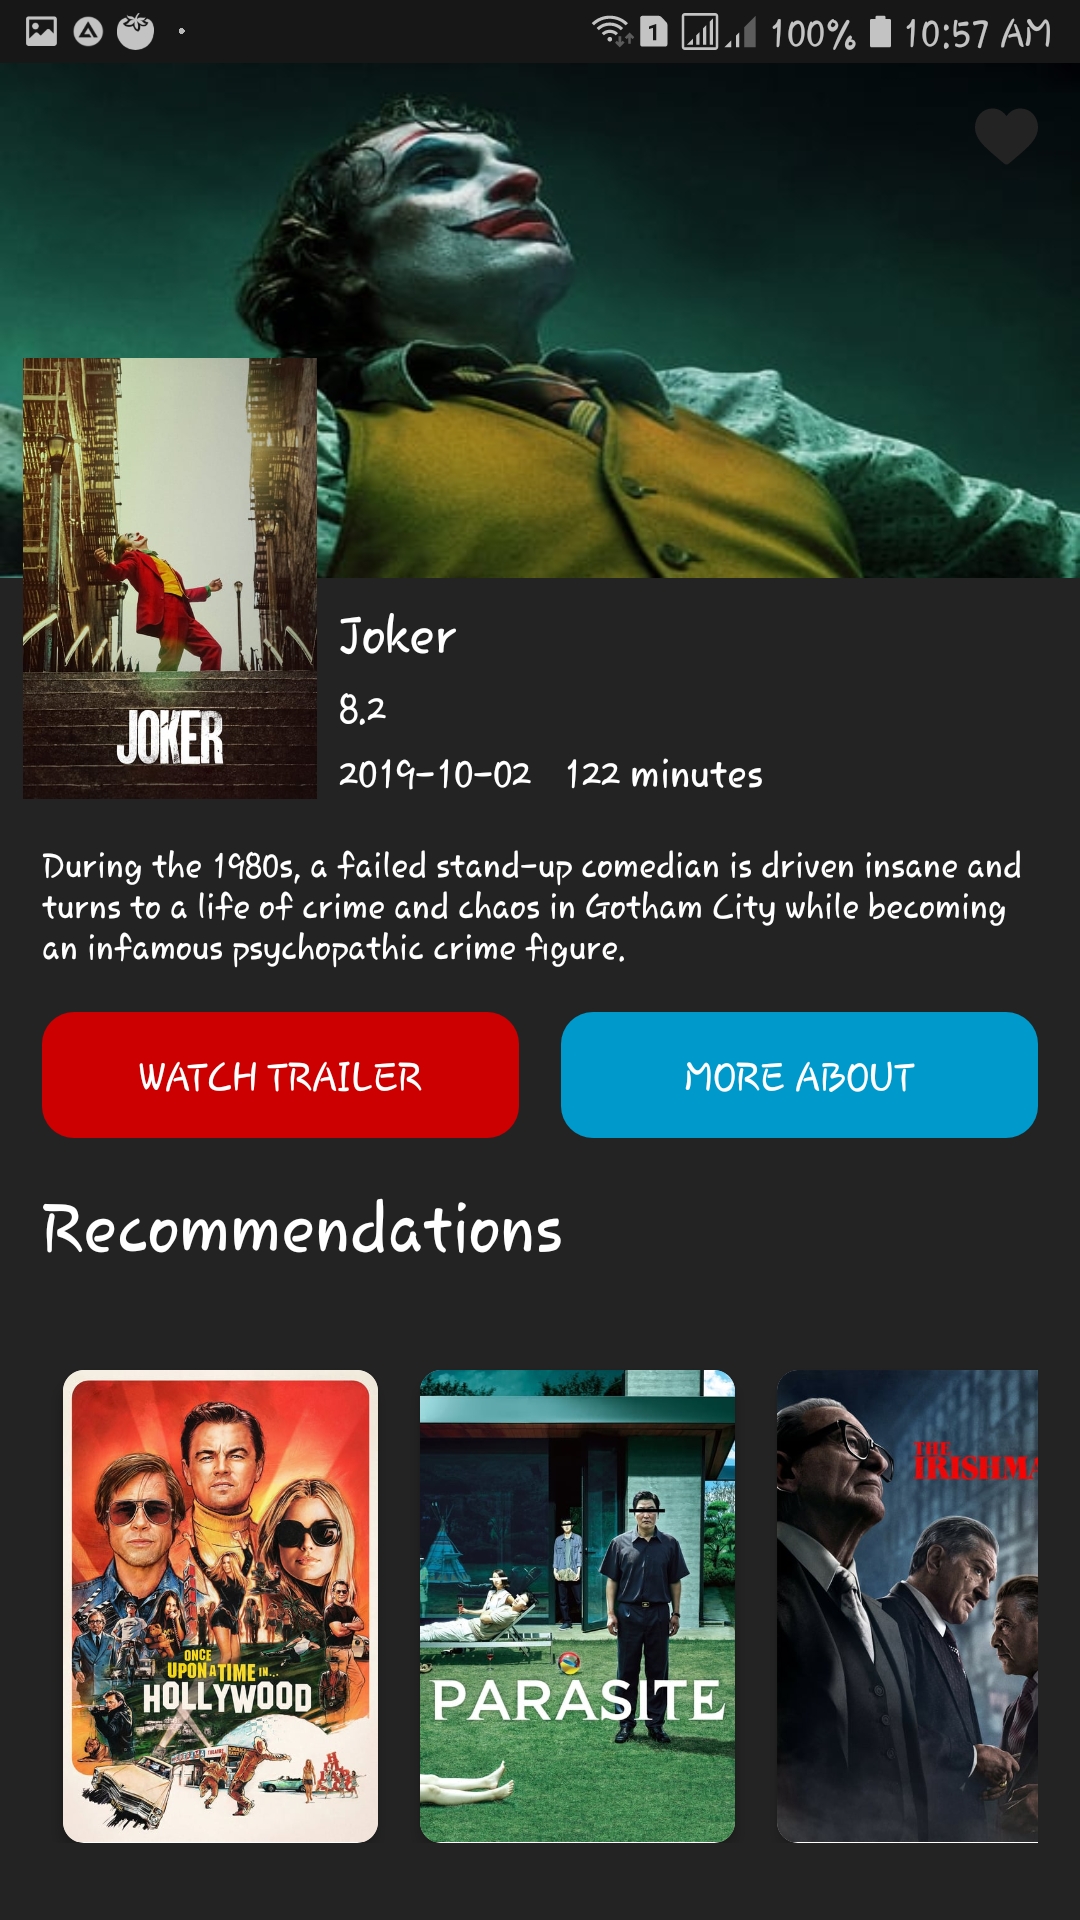 1 100% 10:57 AM
JOKER
Joker
8.2
2019-10-02 122 minutes
During the 1980s, a failed stand-up comedian is driven insane and
turns to a life of crime and chaos in Gotham City while becoming
an infamous psychopathic crime figure.
WATCH TRAILER MORE ABOUT
Recommendations
ONCE
UPON A TIME IN...
HOLLYWOOD
PARASITE
THE
IRISHMA